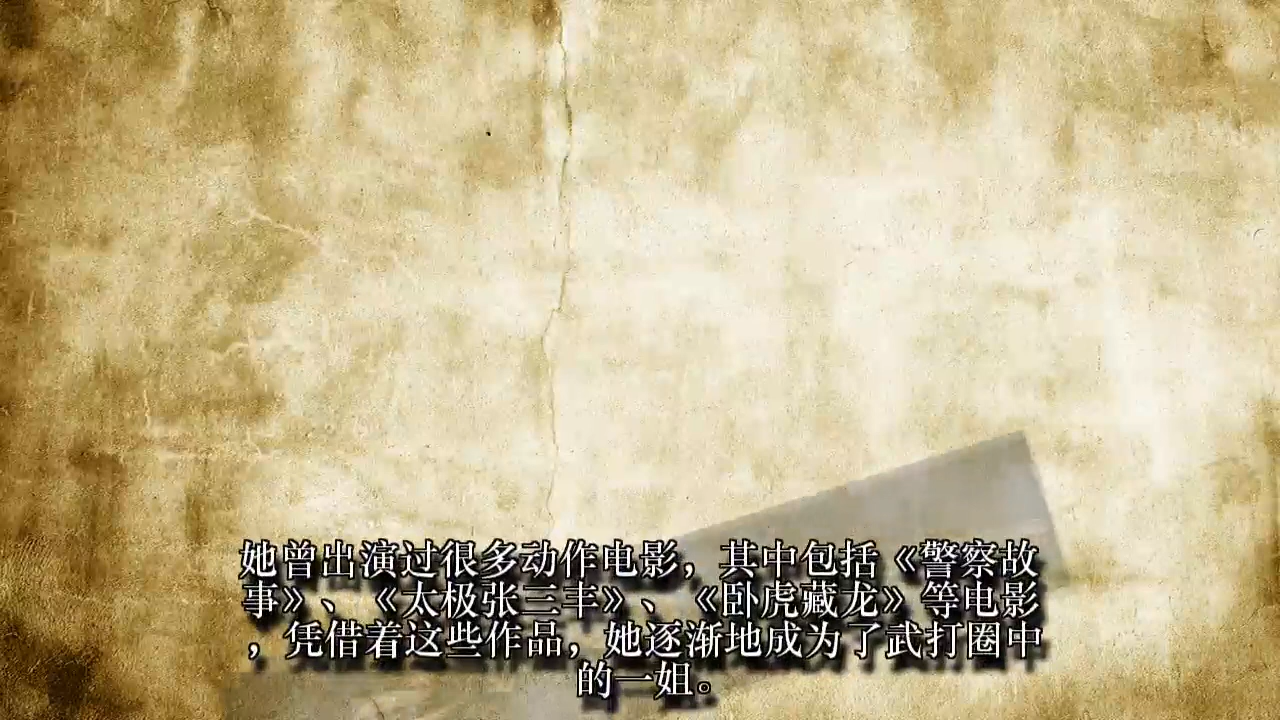 她曾出演过很多动作电影，其中包括《警察故
事》、《太极张三丰》、《卧虎藏龙》等电影
，凭借着这些作品，她逐渐地成为了武打圈中
的一姐。